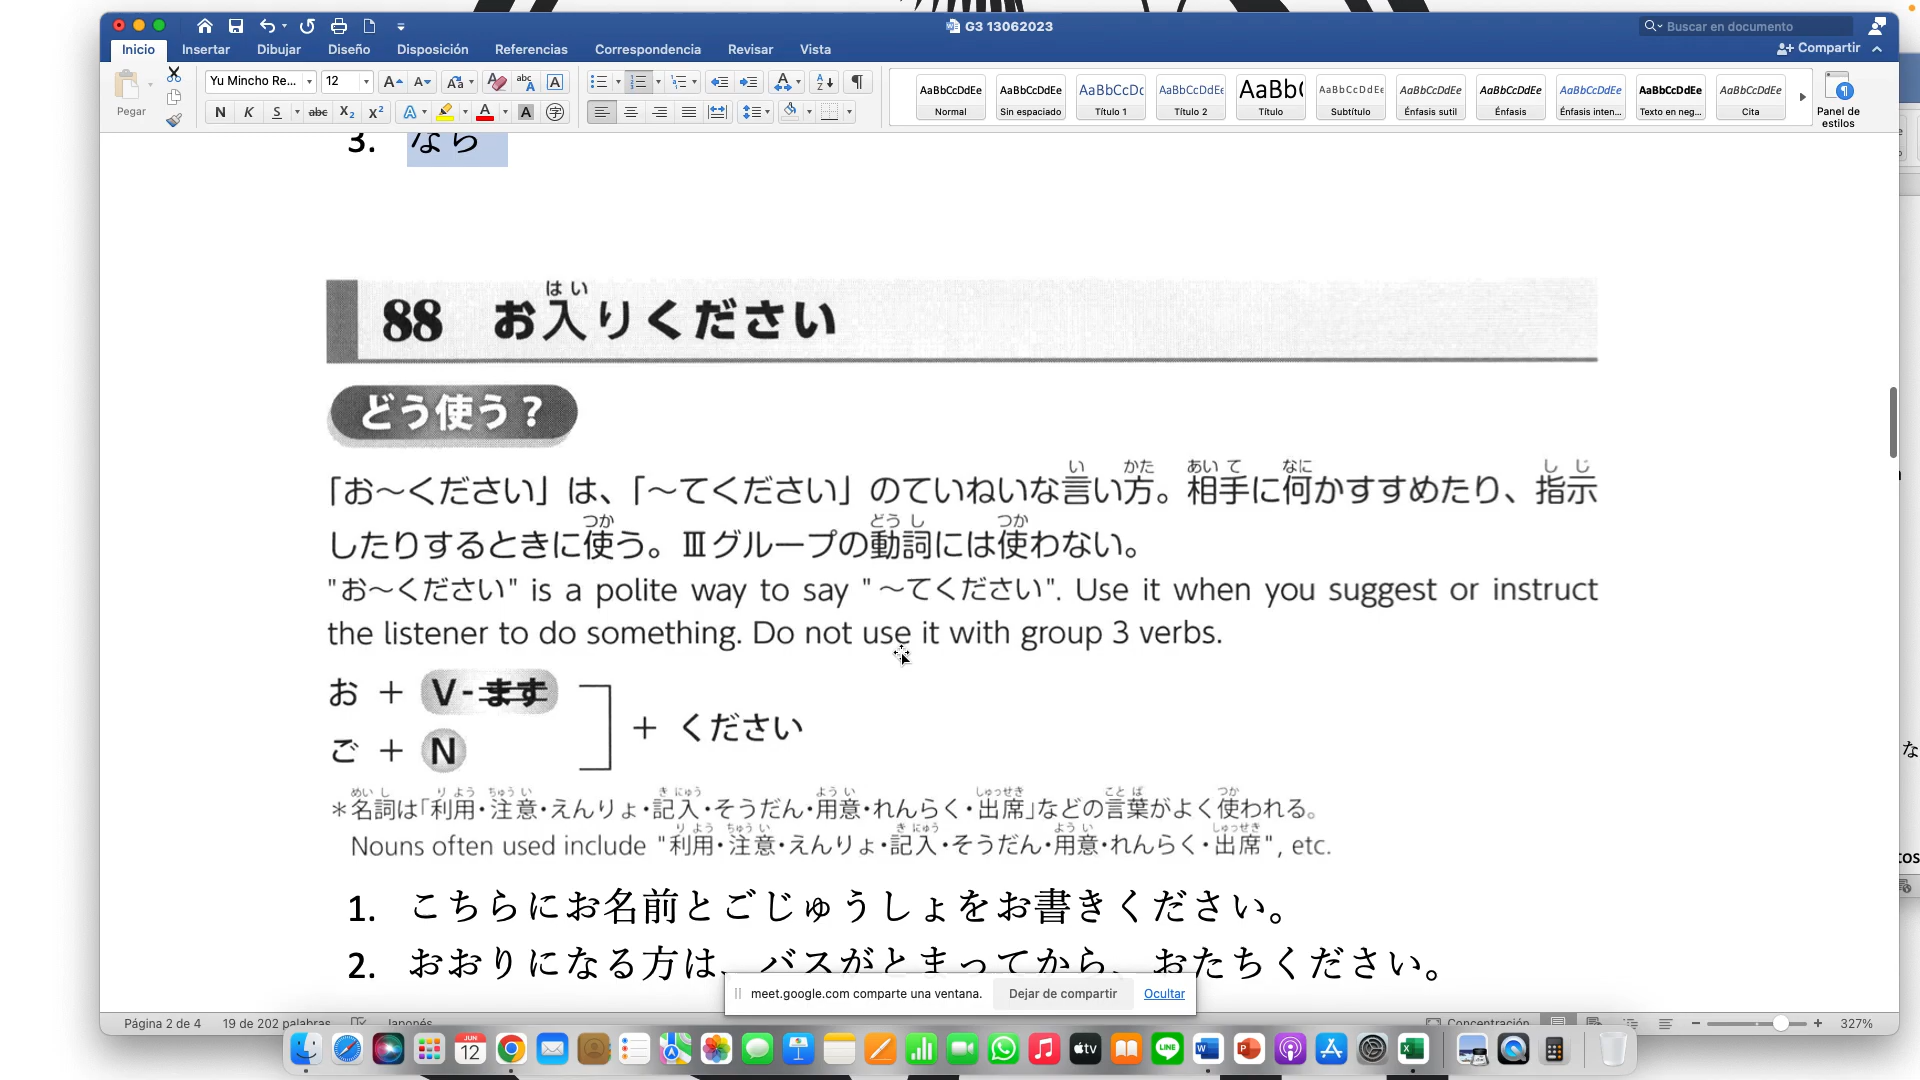 G3 13062023
Buscar en documento
Inicio Insertar Dibujar Diseño Disposición Referencias Correspondencia Revisar Vista
Compartir
Pegar
Yu Mincho Re... 12
N K S abc X₂ X²
AaBbCcDdEe AaBbCcDdEe AaBbCcDc AaBbCcDdEe AaBb( AaBbCcDdEe AaBbCcDdEe AaBbCcDdEe AaBbCcDdEe AaBbCcDdEe AaBbCcDdEe
Normal Sin espaciado Título 1 Título 2 Título Subtítulo Énfasis sutil Énfasis Énfasis inten... Texto en neg... Cita
Panel de estilos
3. なら
はい
88 お入りください
どう使う？
い かた あいて なに しじ
「お～ください」は、「～てください」のていねいな言い方。相手に何かすすめたり、指示
つか どうし つか
したりするときに使う。Ⅲグループの動詞には使わない。
"お～ください" is a polite way to say "～てください". Use it when you suggest or instruct
the listener to do something. Do not use it with group 3 verbs.
お + V-ます
ご + N
+ ください
めいし りよう ちゅうい きにゅう ようい しゅっせき ことば つか
＊名詞は「利用・注意・えんりょ・記入・そうだん・用意・れんらく・出席」などの言葉がよく使われる。
りよう ちゅうい きにゅう ようい しゅっせき
Nouns often used include "利用・注意・えんりょ・記入・そうだん・用意・れんらく・出席", etc.
1. こちらにお名前とごじゅうしょをお書きください。
2. おおりになる方は、バスがとまってから、おたちください。
meet.google.com comparte una ventana. Dejar de compartir Ocultar
Página 2 de 4 19 de 202 palabras Japonés Concentración 327%
JUN
12
tv
LINE